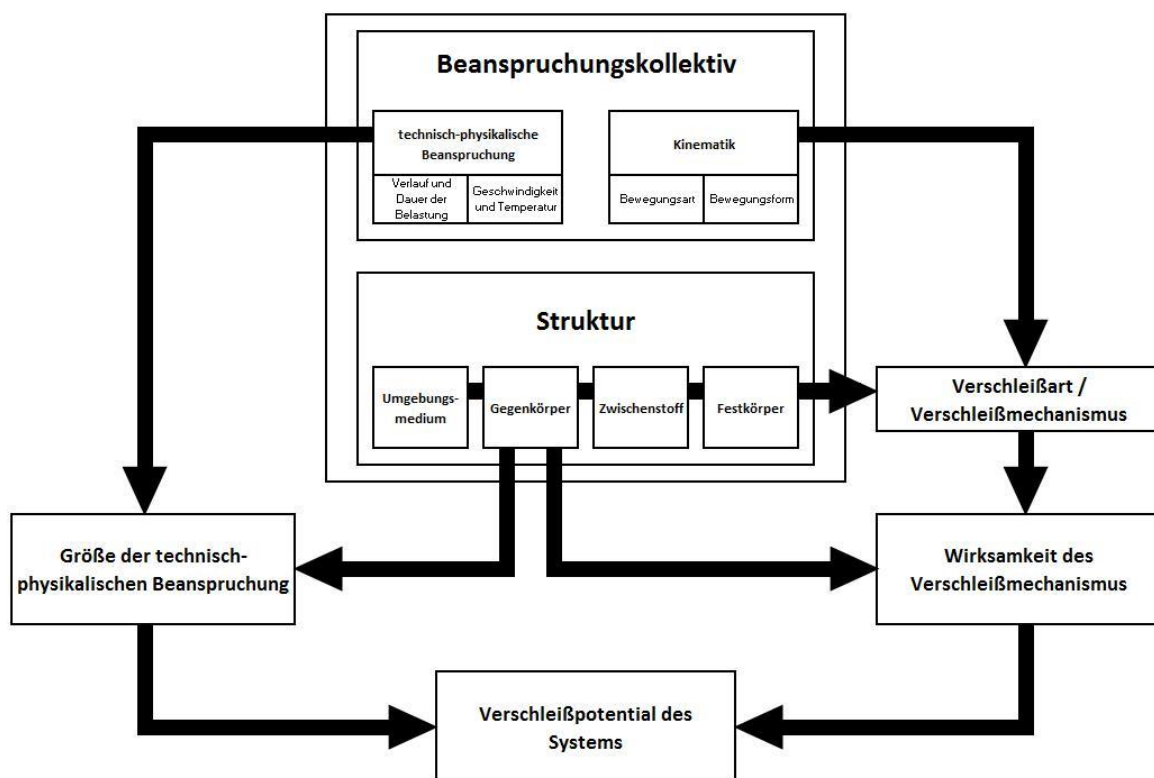 Beanspruchungskollektiv
technisch-physikalische
Beanspruchung
Kinematik
Verlauf und
Dauer der
Belastung
Geschwindigkeit
und Temperatur
Bewegungsart
Bewegungsform
Struktur
Umgebungs-
medium
Gegenkörper
Zwischenstoff
Festkörper
Verschleißart /
Verschleißmechanismus
Größe der technisch-
physikalischen Beanspruchung
Wirksamkeit des
Verschleißmechanismus
Verschleißpotential des
Systems